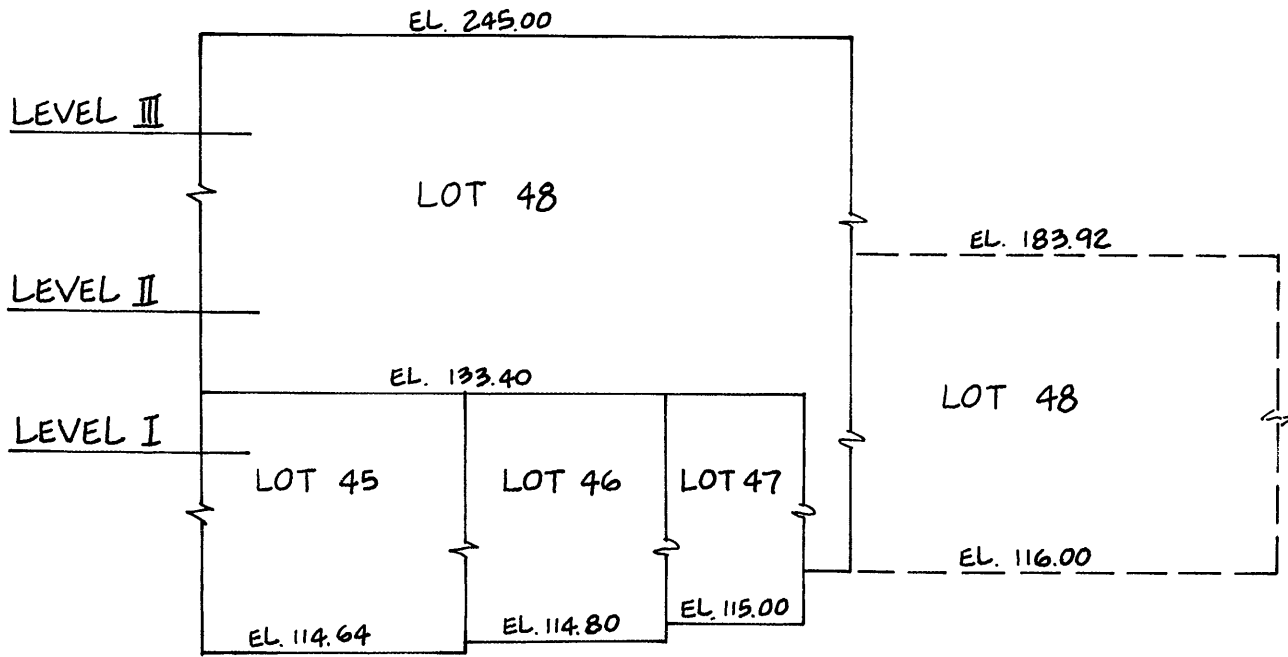 EL. 245.00
LEVEL III
LOT 48
EL. 183.92
LEVEL II
EL. 133.40
LOT 48
LEVEL I
LOT 45
LOT 46
LOT 47
EL. 116.00
EL. 115.00
EL. 114.80
EL. 114.64